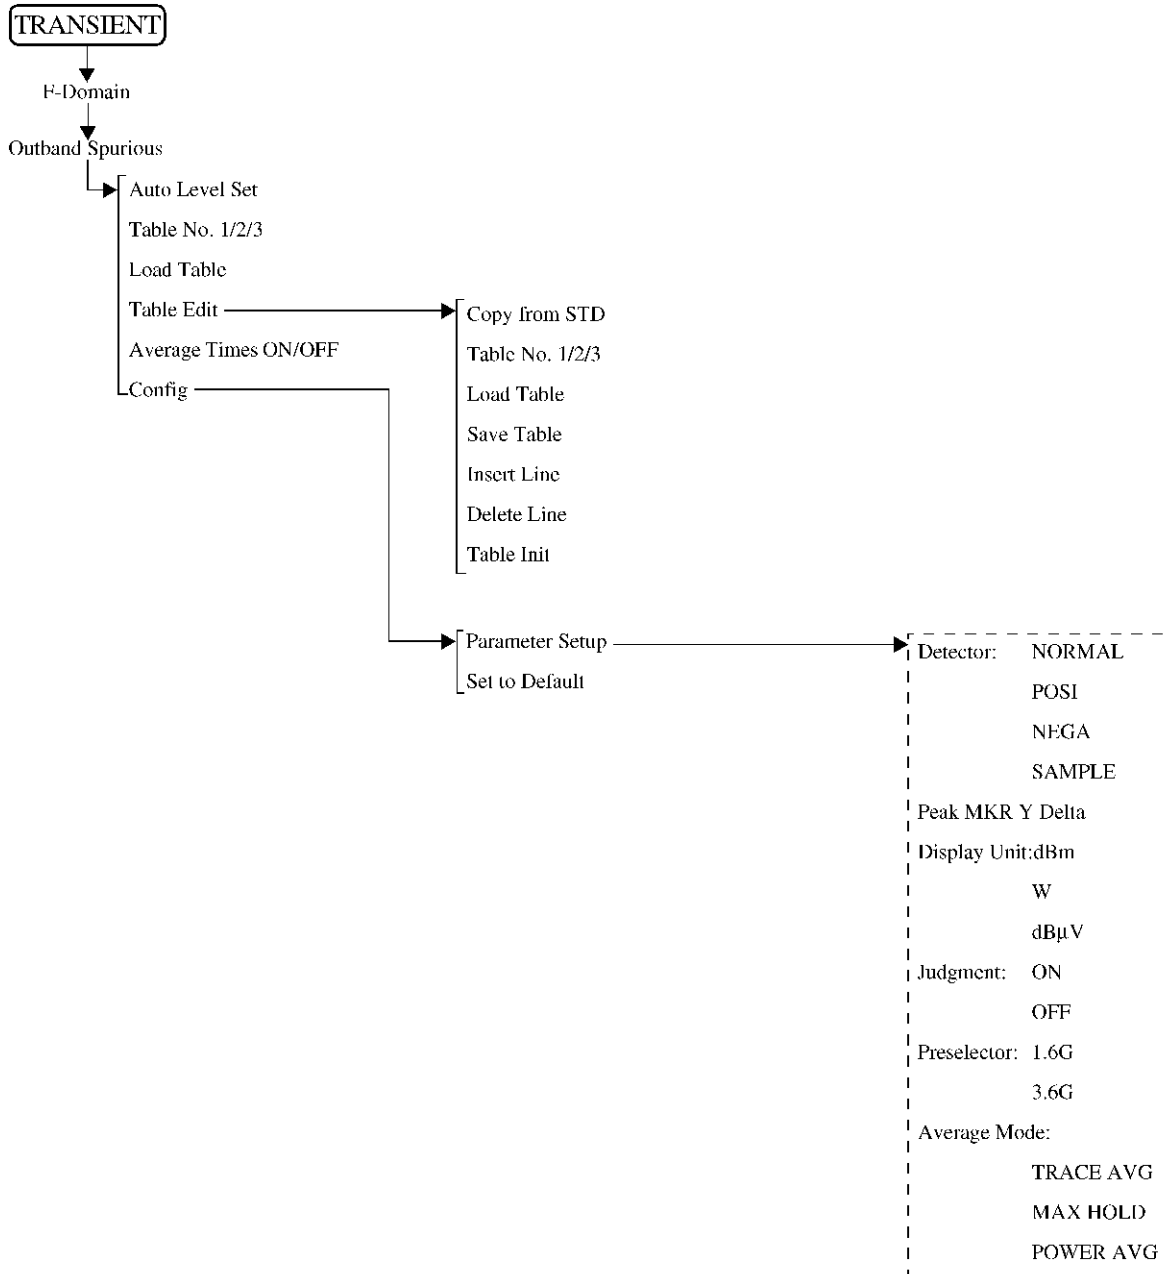 TRANSIENT
F-Domain
Outband Spurious
Auto Level Set
Table No. 1/2/3
Load Table
Table Edit
Average Times ON/OFF
Config
Copy from STD
Table No. 1/2/3
Load Table
Save Table
Insert Line
Delete Line
Table Init
Parameter Setup
Set to Default
Detector: NORMAL
POSI
NEGA
SAMPLE
Peak MKR Y Delta
Display Unit:dBm
W
dBµV
Judgment: ON
OFF
Preselector: 1.6G
3.6G
Average Mode:
TRACE AVG
MAX HOLD
POWER AVG